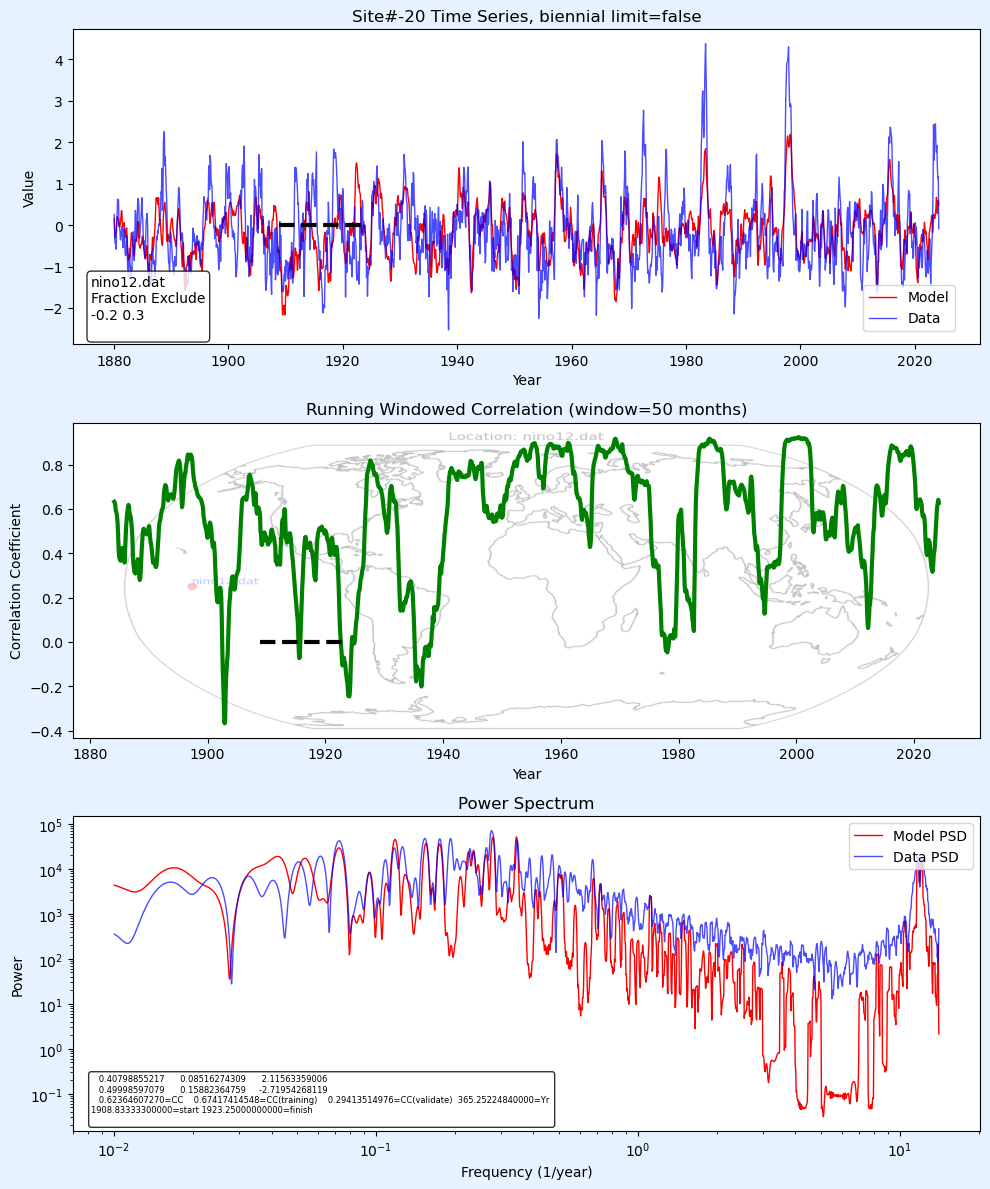 Site#-20 Time Series, biennial limit=false
Value
4
3
2
1
0
−1
−2
nino12.dat
Fraction Exclude
-0.2 0.3
Model
Data
1880 1900 1920 1940 1960 1980 2000 2020
Year
Running Windowed Correlation (window=50 months)
Location: nino12.dat
Correlation Coefficient
0.8
0.6
0.4
0.2
0.0
−0.2
−0.4
nino12.dat
1880 1900 1920 1940 1960 1980 2000 2020
Year
Power Spectrum
Power
10^5
10^4
10^3
10^2
10^1
10^0
10^−1
Model PSD
Data PSD
0.40798855217 0.08516274309 2.11563359006
0.49998597079 0.15882364759 -2.71954268119
0.62364607270=CC 0.67417414548=CC(training) 0.29413514976=CC(validate) 365.25224840000=Yr
1908.83333300000=start 1923.25000000000=finish
10^−2 10^−1 10^0 10^1
Frequency (1/year)